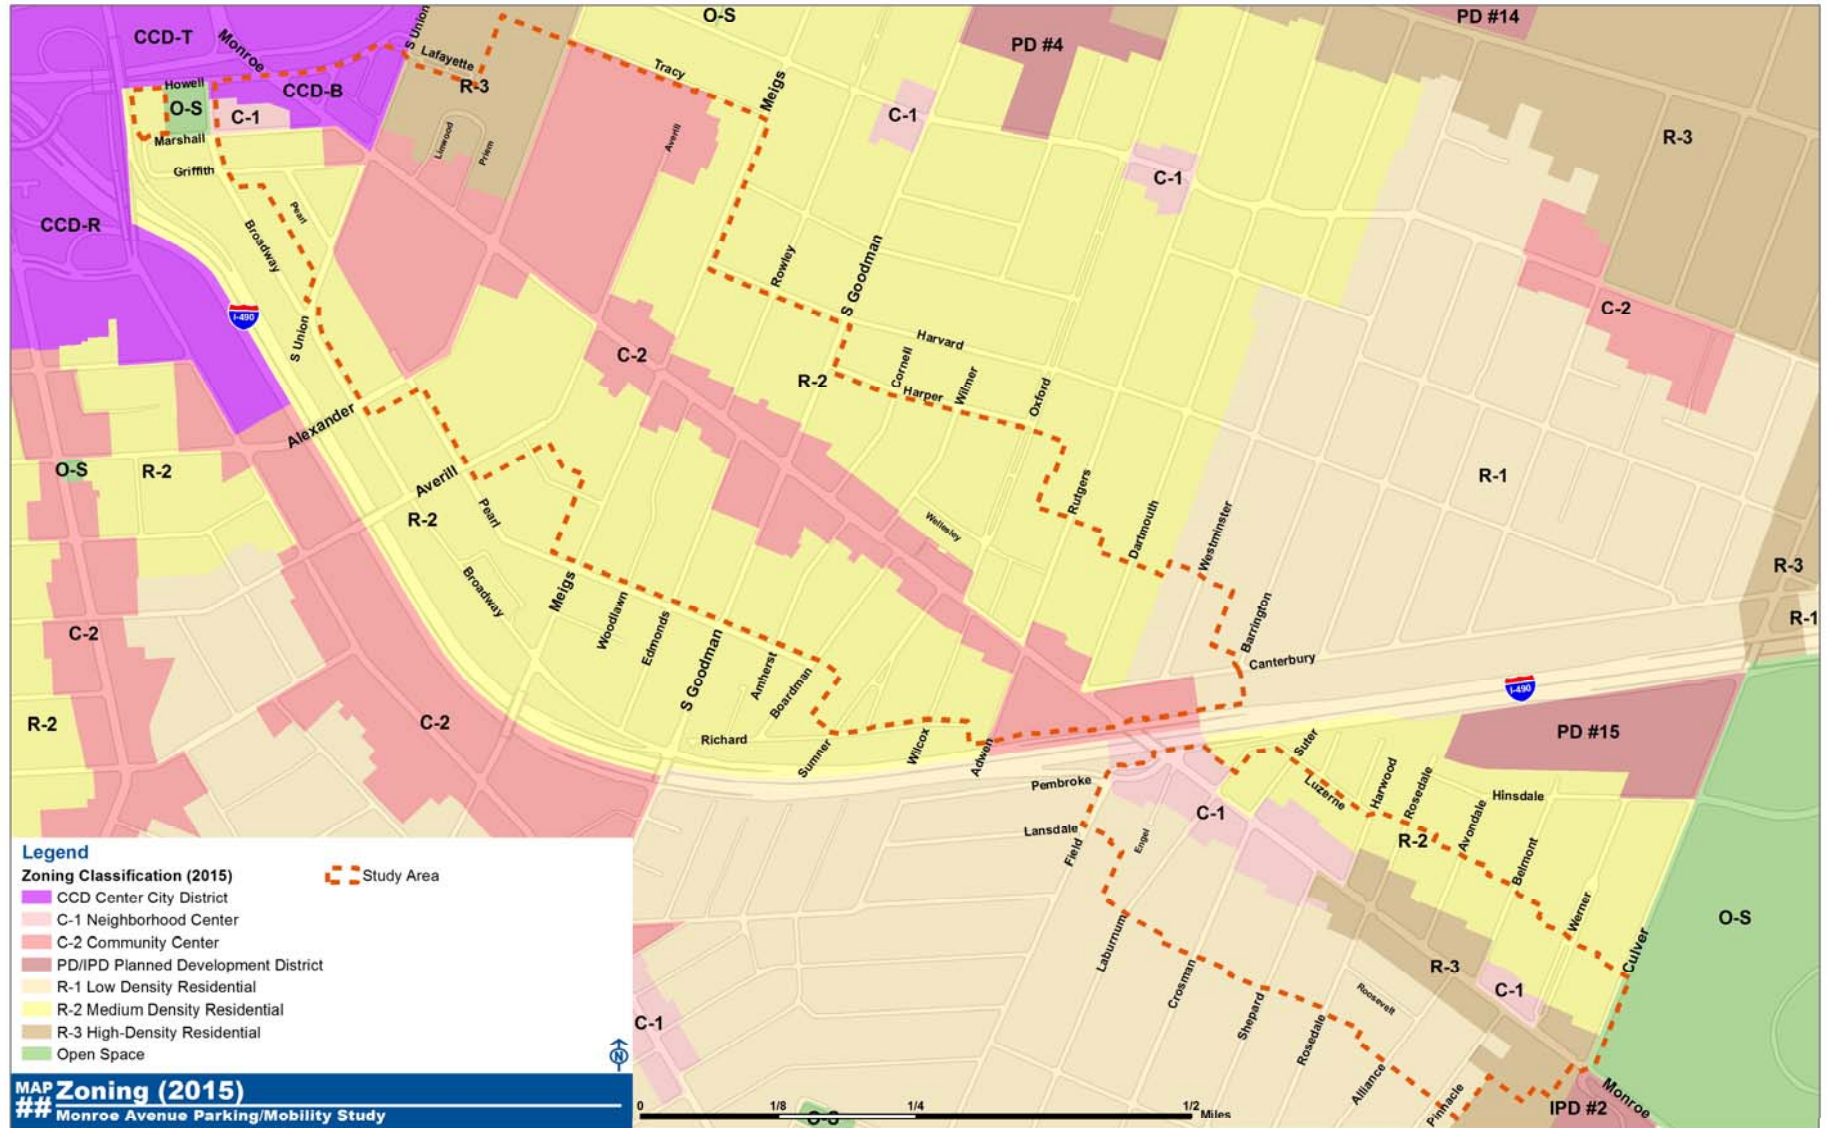 O-S
PD #14
CCD-T
Monroe
S Union
PD #4
Lafayette
Tracy
Meigs
Howell
CCD-B
R-3
O-S
C-1
C-1
Marshall
Linwood
Priem
Averill
R-3
Griffith
C-1
CCD-R
Pearl
Broadway
Rowley
S Goodman
I-490
S Union
C-2
Harvard
C-2
Cornell
R-2
Harper
Wilmer
Oxford
Alexander
O-S
R-2
Averill
R-1
Rutgers
Pearl
R-2
Wellesley
Dartmouth
Westminster
Broadway
Meigs
R-3
Woodlawn
Edmonds
Barrington
R-1
C-2
S Goodman
Amherst
Boardman
Canterbury
I-490
R-2
C-2
Richard
Sumner
Wilcox
Adwen
PD #15
Suter
Pembroke
Luzerne
Harwood
Rosedale
Hinsdale
C-1
Lansdale
Field
Engel
R-2
Avondale
Belmont
Werner
O-S
Laburnum
Culver
Crosman
R-3
C-1
Roosevelt
Shepard
Rosedale
C-1
Alliance
Pinnacle
IPD #2
Monroe
O-S
Legend
Zoning Classification (2015)
Study Area
CCD Center City District
C-1 Neighborhood Center
C-2 Community Center
PD/IPD Planned Development District
R-1 Low Density Residential
R-2 Medium Density Residential
R-3 High-Density Residential
Open Space
N
MAP
##
Zoning (2015)
Monroe Avenue Parking/Mobility Study
0 1/8 1/4 1/2
Miles